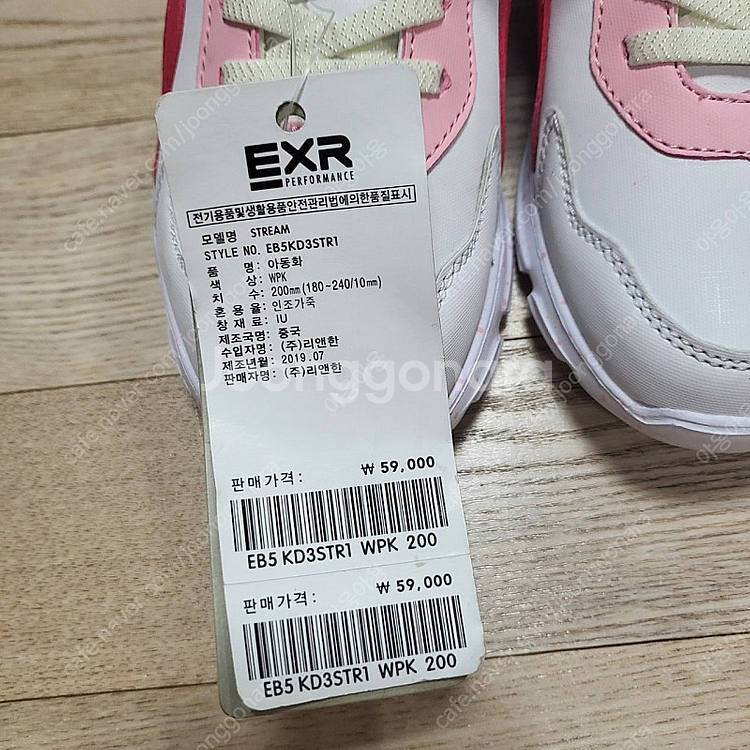 EXR
PERFORMANCE
전기용품및생활용품안전관리법에의한품질표시
모델명 STREAM
STYLE NO. EB5KD3STR1
품 명: 아동화
색 상: WPK
치 수: 200mm(180~240/10mm)
혼 용 율: 인조가죽
창 재 료: IU
제조국명: 중국
수입자명: (주)리앤한
제조년월: 2019.07
판매자명: (주)리앤한
Joonggonara
판매가격: ₩ 59,000
EB5 KD3STR1 WPK 200
판매가격: ₩ 59,000
EB5 KD3STR1 WPK 200
cafe.naver.com/joonggonara